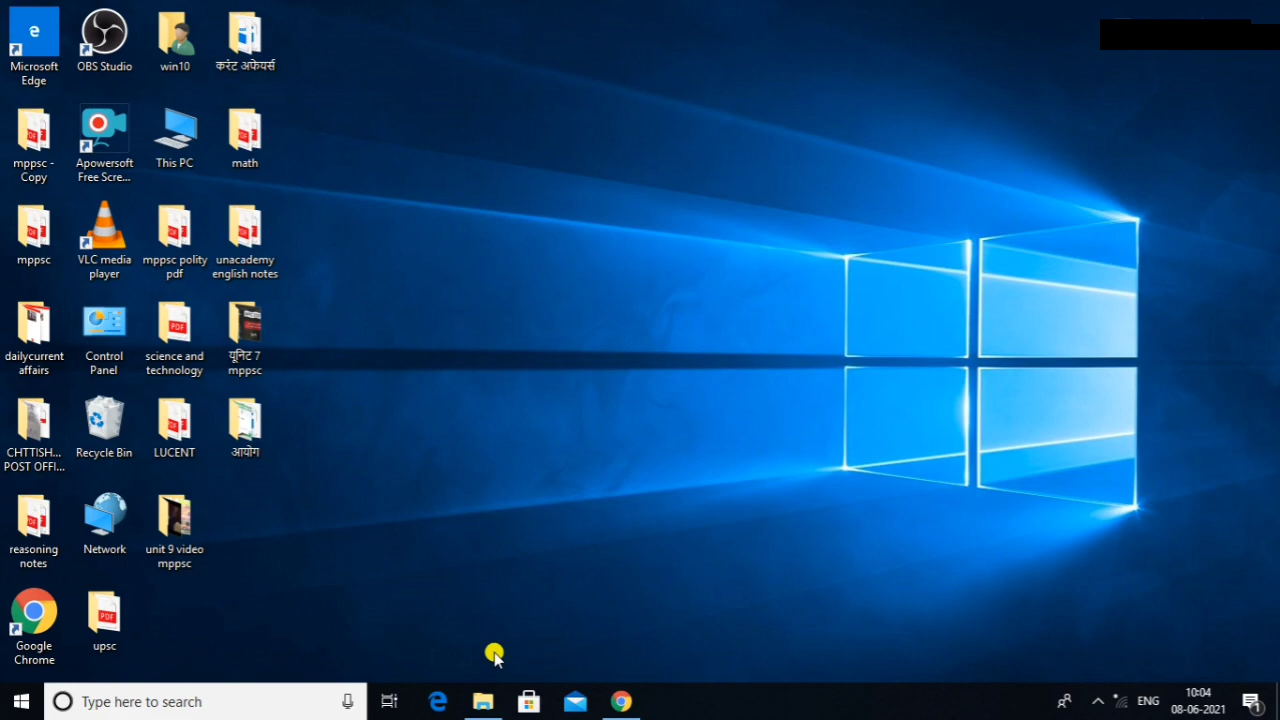 Microsoft
Edge
OBS Studio
win10
करंट अफेयर्स
mppsc -
Copy
Apowersoft
Free Scre...
This PC
math
mppsc
VLC media
player
mppsc polity
pdf
unacademy
english notes
dailycurrent
affairs
Control
Panel
science and
technology
यूनिट 7
mppsc
CHTTISH...
POST OFFI...
Recycle Bin
LUCENT
आयोग
reasoning
notes
Network
unit 9 video
mppsc
Google
Chrome
upsc
Type here to search
ENG
10:04
08-06-2021
1